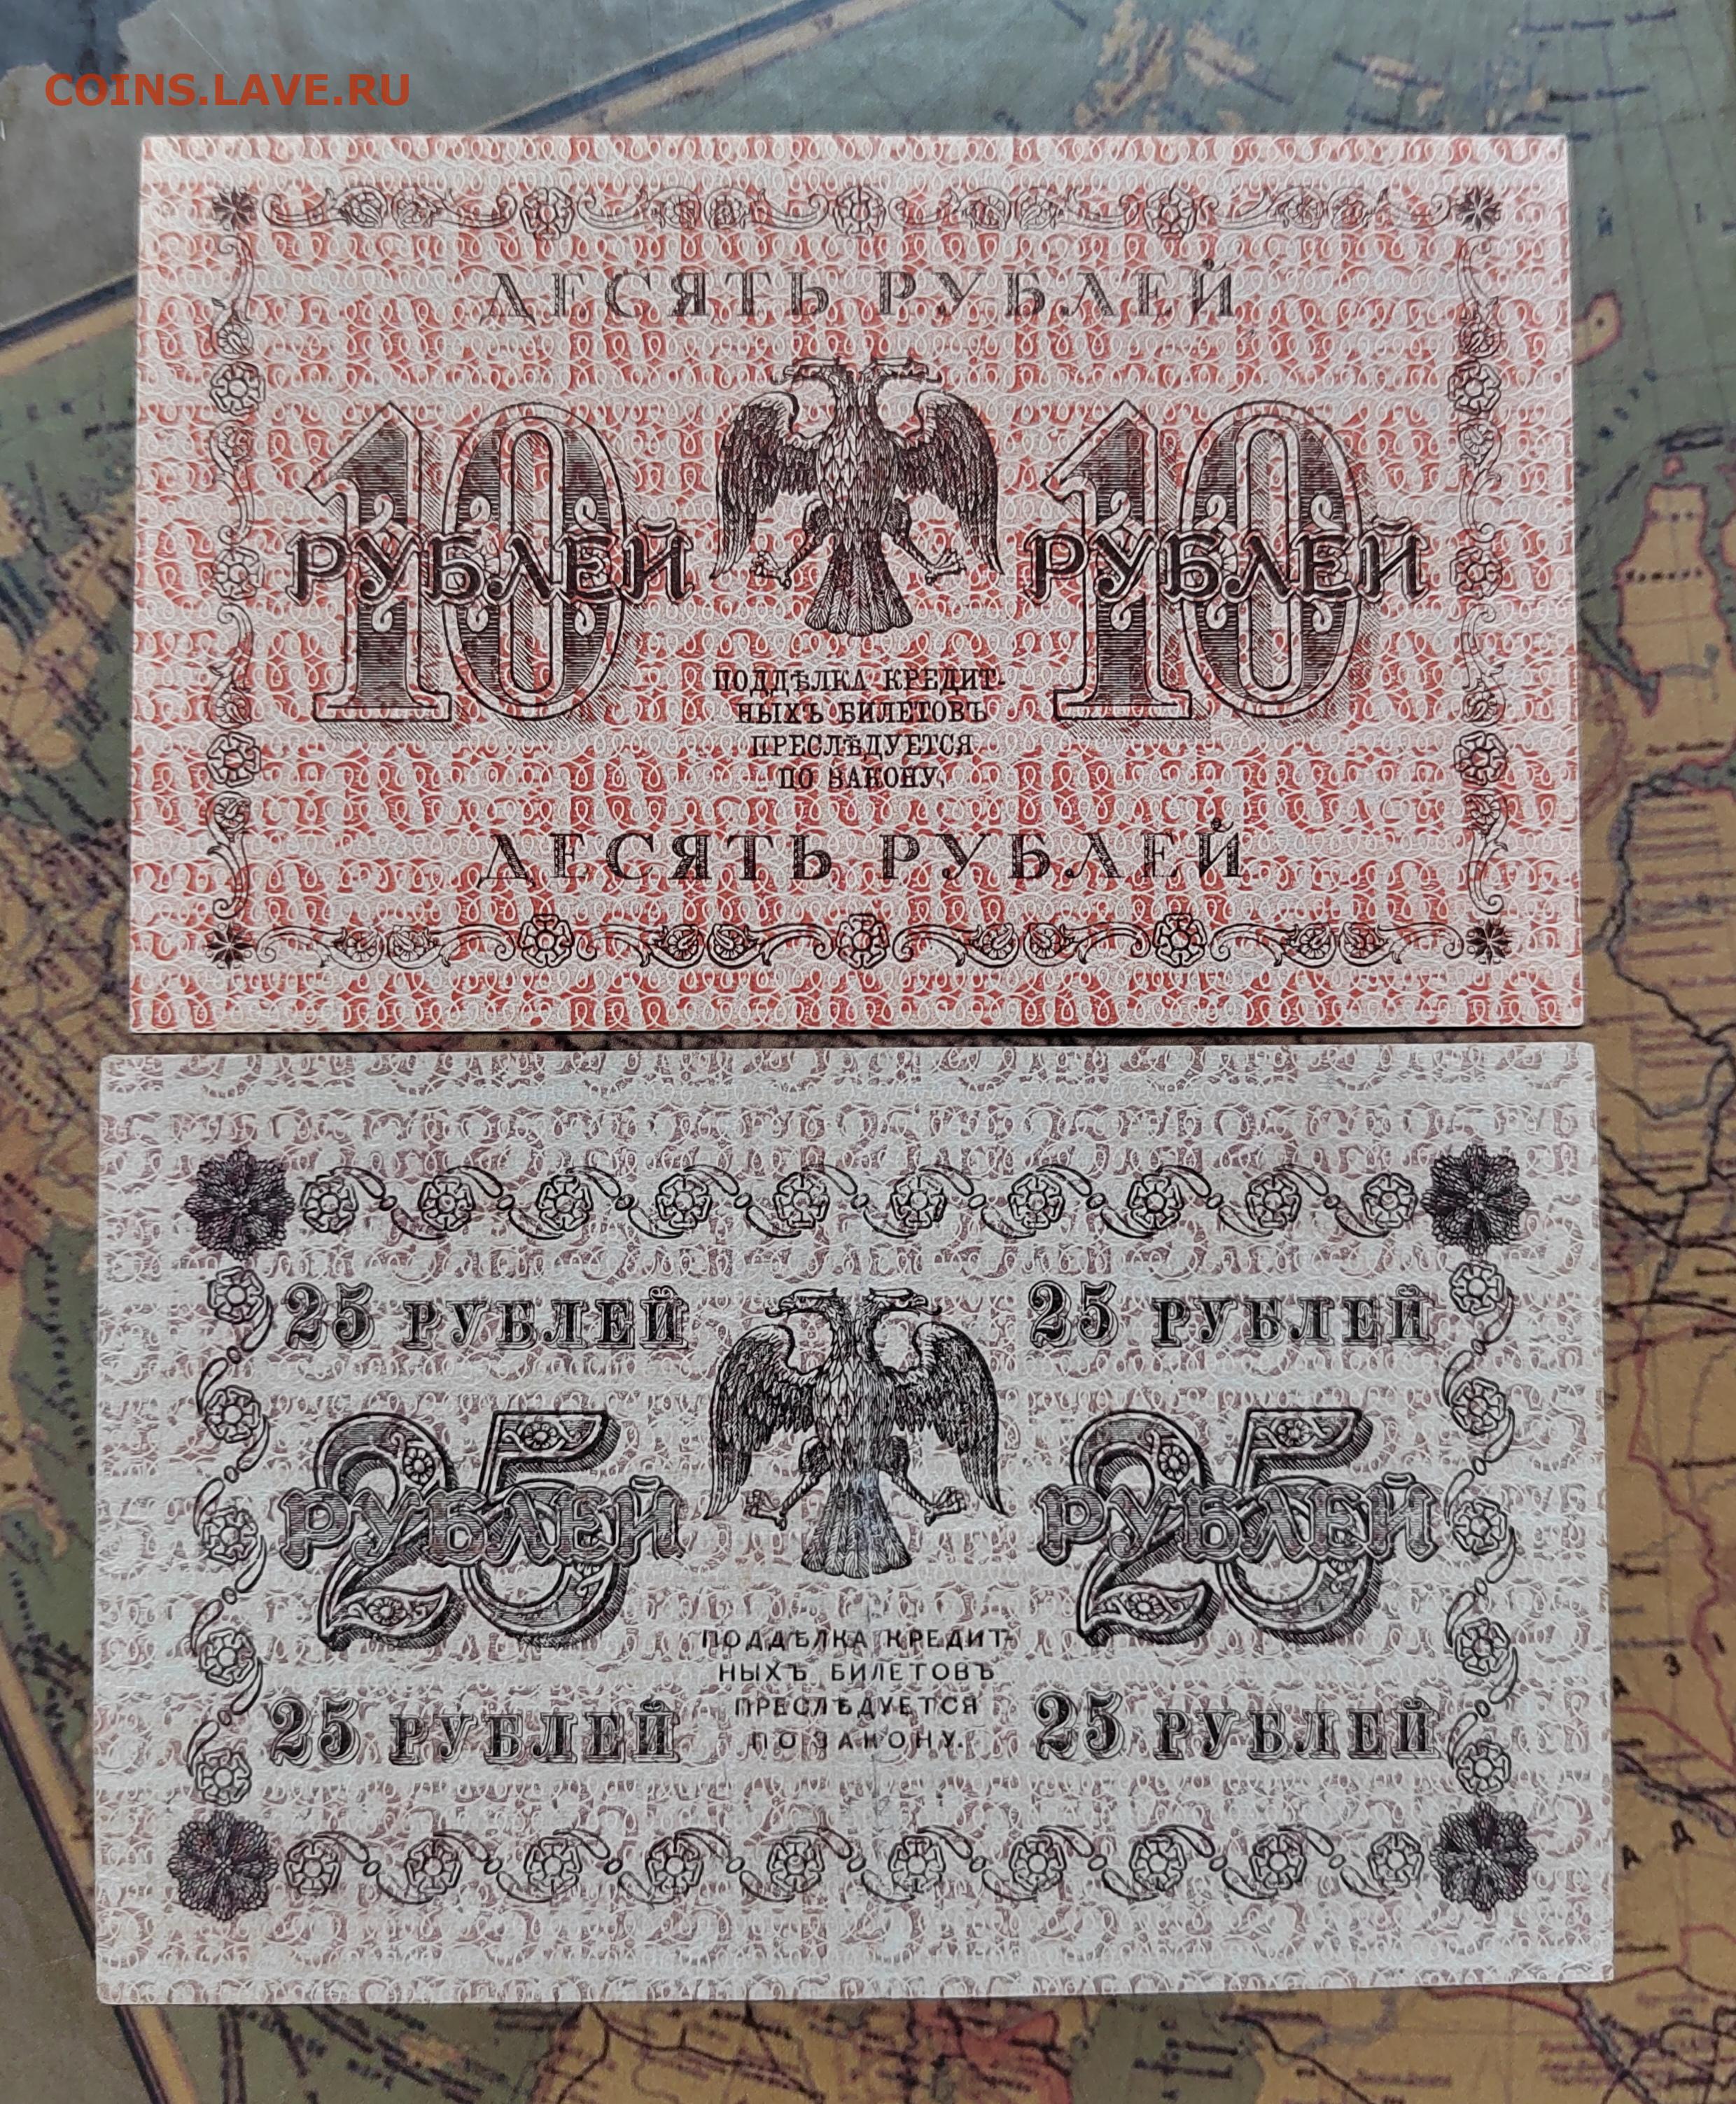 COINS.LAVE.RU
ДЕСЯТЬ РУБЛЕЙ
10 10
РУБЛЕЙ РУБЛЕЙ
ПОДДѢЛКА КРЕДИТ-
НЫХЪ БИЛЕТОВЪ
ПРЕСЛѢДУЕТСЯ
ПО ЗАКОНУ.
ДЕСЯТЬ РУБЛЕЙ
25 РУБЛЕЙ 25 РУБЛЕЙ
25 25
РУБЛЕЙ РУБЛЕЙ
ПОДДѢЛКА КРЕДИТ-
НЫХЪ БИЛЕТОВЪ
ПРЕСЛѢДУЕТСЯ
ПО ЗАКОНУ.
25 РУБЛЕЙ 25 РУБЛЕЙ